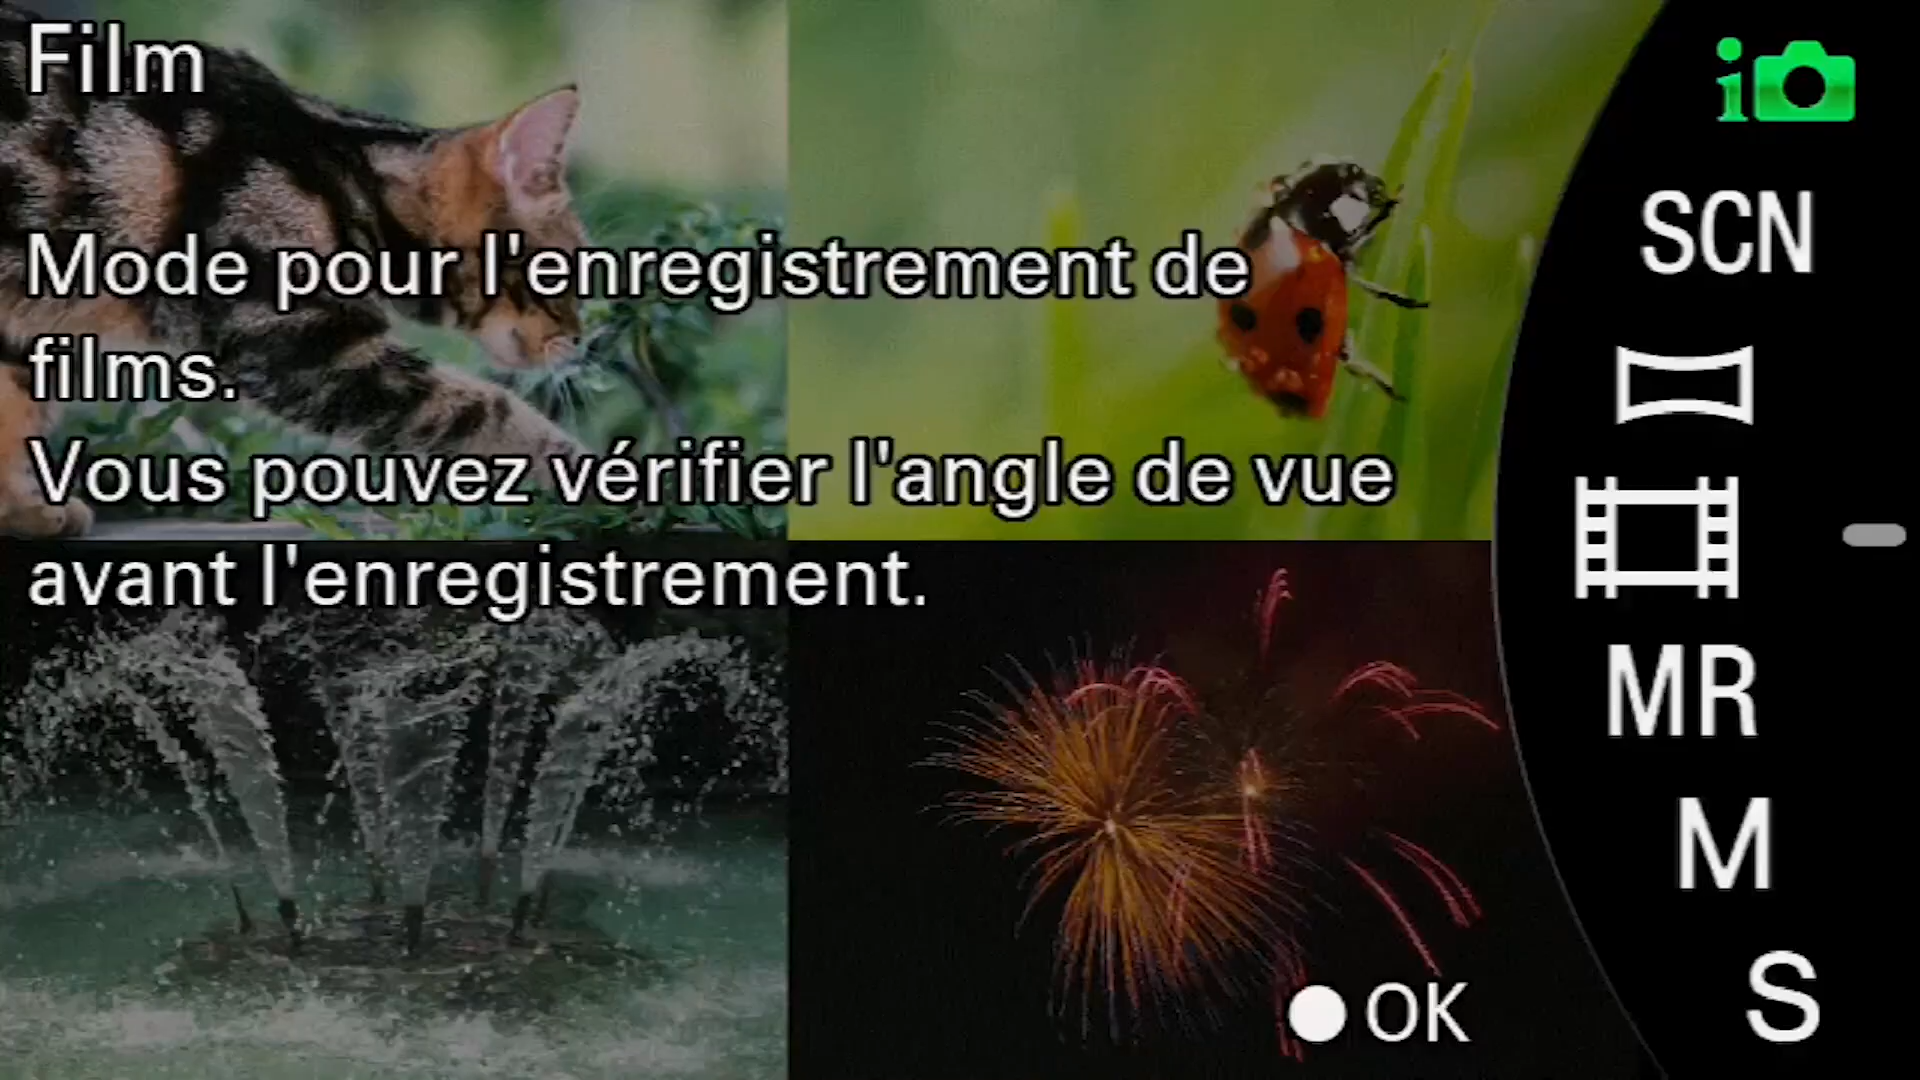 Film
Mode pour l'enregistrement de
films.
Vous pouvez vérifier l'angle de vue
avant l'enregistrement.
OK
i
SCN
MR
M
S